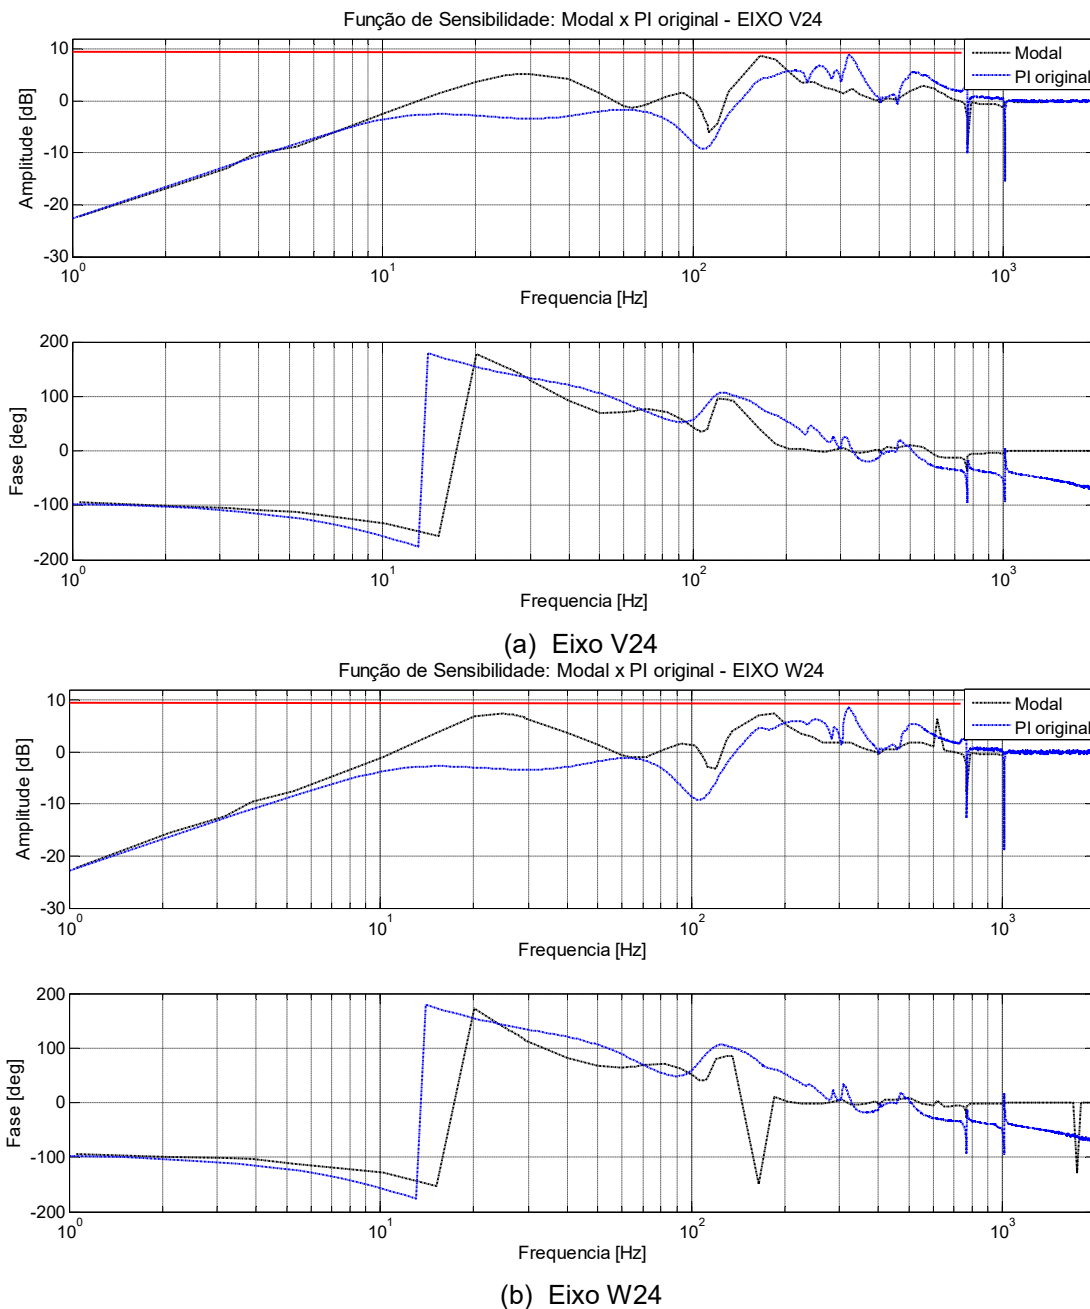 Função de Sensibilidade: Modal x PI original - EIXO V24
Amplitude [dB]
10
0
-10
-20
-30
Modal
PI original
10^0
10^1
10^2
10^3
Frequencia [Hz]
Fase [deg]
200
100
0
-100
-200
10^0
10^1
10^2
10^3
Frequencia [Hz]
(a) Eixo V24
Função de Sensibilidade: Modal x PI original - EIXO W24
Amplitude [dB]
10
0
-10
-20
-30
Modal
PI original
10^0
10^1
10^2
10^3
Frequencia [Hz]
Fase [deg]
200
100
0
-100
-200
10^0
10^1
10^2
10^3
Frequencia [Hz]
(b) Eixo W24